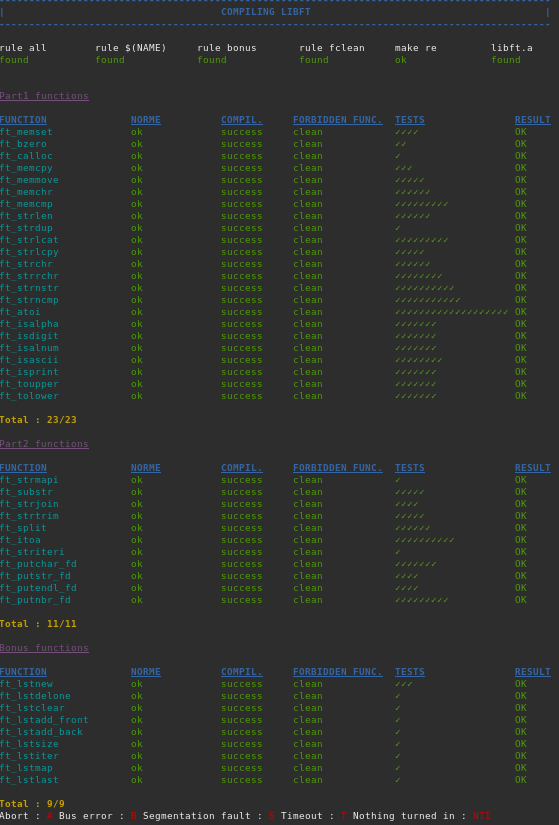 | COMPILING LIBFT |
rule all rule $(NAME) rule bonus rule fclean make re libft.a
found found found found ok found
Part1 functions
FUNCTION NORME COMPIL. FORBIDDEN FUNC. TESTS RESULT
ft_memset ok success clean ✓✓✓✓ OK
ft_bzero ok success clean ✓✓ OK
ft_calloc ok success clean ✓ OK
ft_memcpy ok success clean ✓✓✓ OK
ft_memmove ok success clean ✓✓✓✓✓ OK
ft_memchr ok success clean ✓✓✓✓✓✓ OK
ft_memcmp ok success clean ✓✓✓✓✓✓✓✓✓ OK
ft_strlen ok success clean ✓✓✓✓✓✓ OK
ft_strdup ok success clean ✓ OK
ft_strlcat ok success clean ✓✓✓✓✓✓✓✓✓ OK
ft_strlcpy ok success clean ✓✓✓✓✓ OK
ft_strchr ok success clean ✓✓✓✓✓✓ OK
ft_strrchr ok success clean ✓✓✓✓✓✓✓✓ OK
ft_strnstr ok success clean ✓✓✓✓✓✓✓✓✓✓ OK
ft_strncmp ok success clean ✓✓✓✓✓✓✓✓✓✓✓ OK
ft_atoi ok success clean ✓✓✓✓✓✓✓✓✓✓✓✓✓✓✓✓✓✓✓ OK
ft_isalpha ok success clean ✓✓✓✓✓✓✓ OK
ft_isdigit ok success clean ✓✓✓✓✓✓✓ OK
ft_isalnum ok success clean ✓✓✓✓✓✓✓ OK
ft_isascii ok success clean ✓✓✓✓✓✓✓✓ OK
ft_isprint ok success clean ✓✓✓✓✓✓✓ OK
ft_toupper ok success clean ✓✓✓✓✓✓✓ OK
ft_tolower ok success clean ✓✓✓✓✓✓✓ OK
Total : 23/23
Part2 functions
FUNCTION NORME COMPIL. FORBIDDEN FUNC. TESTS RESULT
ft_strmapi ok success clean ✓ OK
ft_substr ok success clean ✓✓✓✓✓ OK
ft_strjoin ok success clean ✓✓✓✓ OK
ft_strtrim ok success clean ✓✓✓✓✓ OK
ft_split ok success clean ✓✓✓✓✓✓ OK
ft_itoa ok success clean ✓✓✓✓✓✓✓✓✓✓ OK
ft_striteri ok success clean ✓ OK
ft_putchar_fd ok success clean ✓✓✓✓✓✓✓ OK
ft_putstr_fd ok success clean ✓✓✓✓ OK
ft_putendl_fd ok success clean ✓✓✓✓ OK
ft_putnbr_fd ok success clean ✓✓✓✓✓✓✓✓✓ OK
Total : 11/11
Bonus functions
FUNCTION NORME COMPIL. FORBIDDEN FUNC. TESTS RESULT
ft_lstnew ok success clean ✓✓✓ OK
ft_lstdelone ok success clean ✓ OK
ft_lstclear ok success clean ✓ OK
ft_lstadd_front ok success clean ✓ OK
ft_lstadd_back ok success clean ✓ OK
ft_lstsize ok success clean ✓ OK
ft_lstiter ok success clean ✓ OK
ft_lstmap ok success clean ✓ OK
ft_lstlast ok success clean ✓ OK
Total : 9/9
Abort : A Bus error : B Segmentation fault : S Timeout : T Nothing turned in : NTI